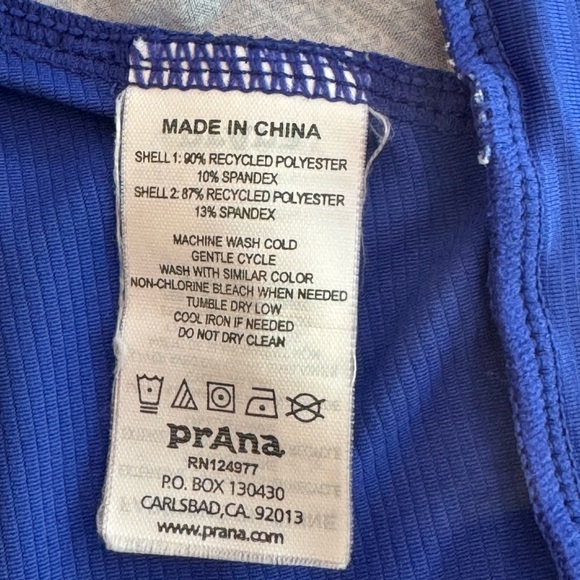 MADE IN CHINA
SHELL 1: 90% RECYCLED POLYESTER
10% SPANDEX
SHELL 2: 87% RECYCLED POLYESTER
13% SPANDEX
MACHINE WASH COLD
GENTLE CYCLE
WASH WITH SIMILAR COLOR
NON-CHLORINE BLEACH WHEN NEEDED
TUMBLE DRY LOW
COOL IRON IF NEEDED
DO NOT DRY CLEAN
prAna
RN124977
P.O. BOX 130430
CARLSBAD, CA. 92013
www.prana.com